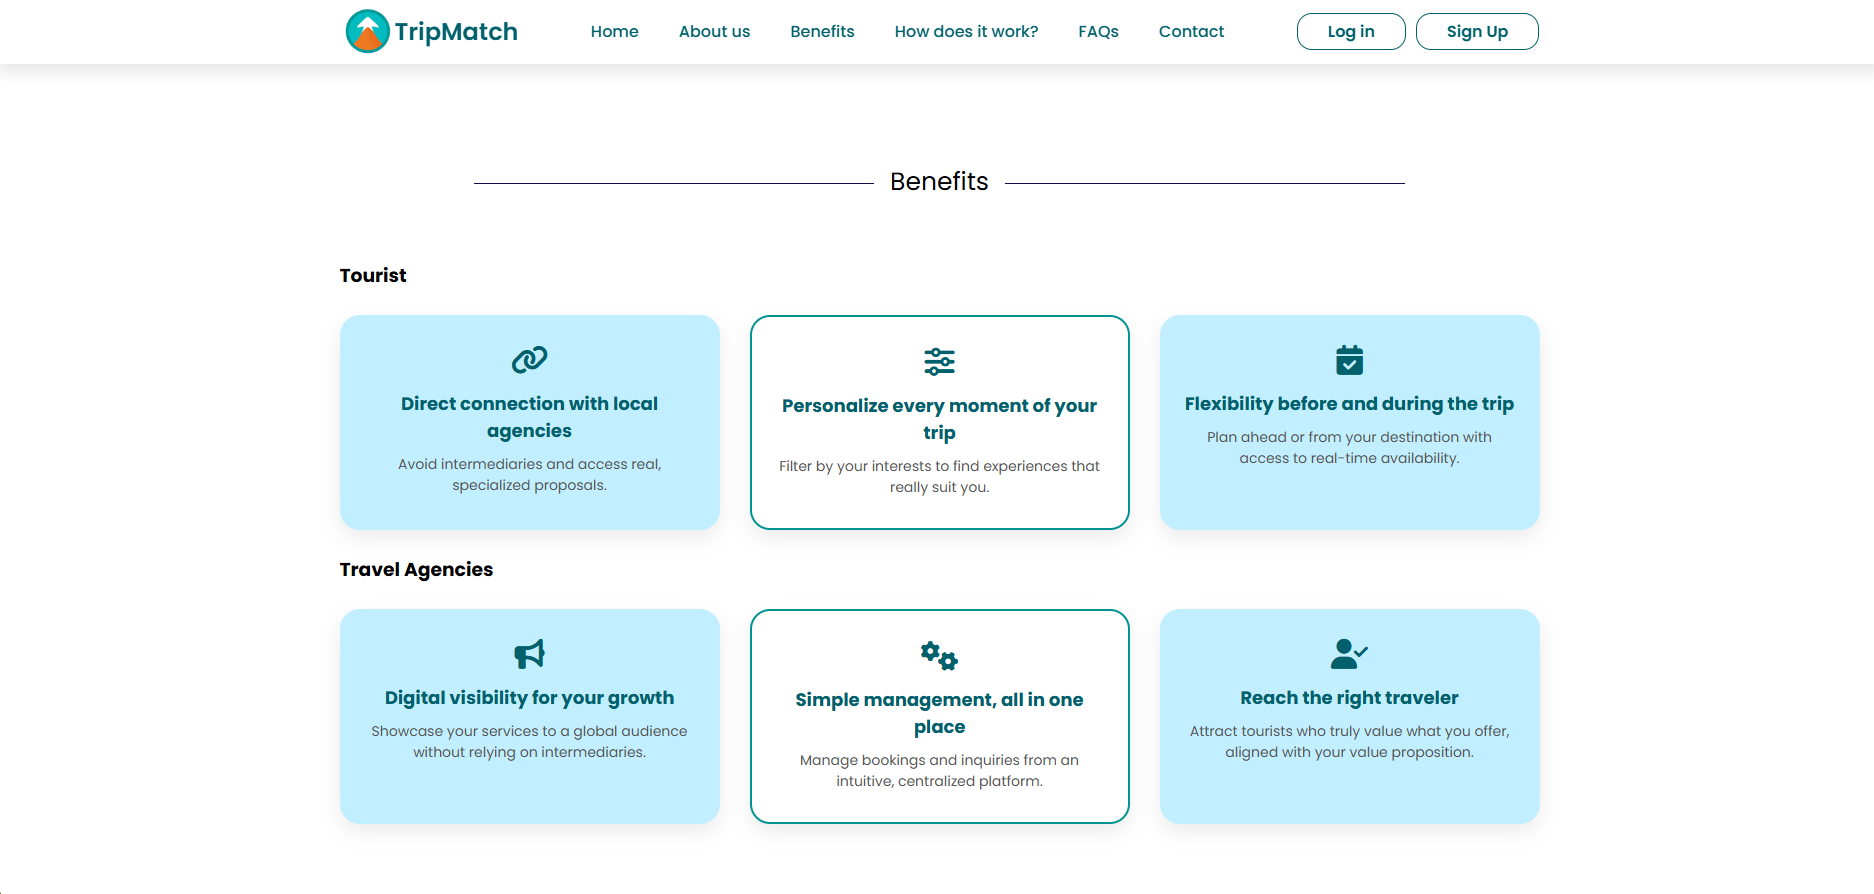 TripMatch
Home
About us
Benefits
How does it work?
FAQs
Contact
Log in
Sign Up
Benefits
Tourist
Direct connection with local
agencies
Avoid intermediaries and access real,
specialized proposals.
Personalize every moment of your
trip
Filter by your interests to find experiences that
really suit you.
Flexibility before and during the trip
Plan ahead or from your destination with
access to real-time availability.
Travel Agencies
Digital visibility for your growth
Showcase your services to a global audience
without relying on intermediaries.
Simple management, all in one
place
Manage bookings and inquiries from an
intuitive, centralized platform.
Reach the right traveler
Attract tourists who truly value what you offer,
aligned with your value proposition.